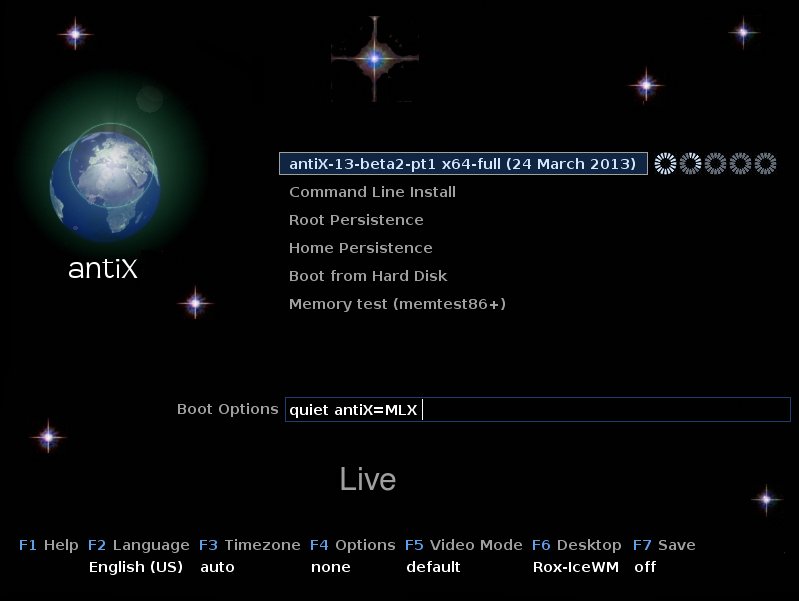 antiX-13-beta2-pt1 x64-full (24 March 2013)
Command Line Install
Root Persistence
Home Persistence
antiX
Boot from Hard Disk
Memory test (memtest86+)
Boot Options quiet antiX=MLX
Live
F1 Help F2 Language F3 Timezone F4 Options F5 Video Mode F6 Desktop F7 Save
English (US) auto none default Rox-IceWM off